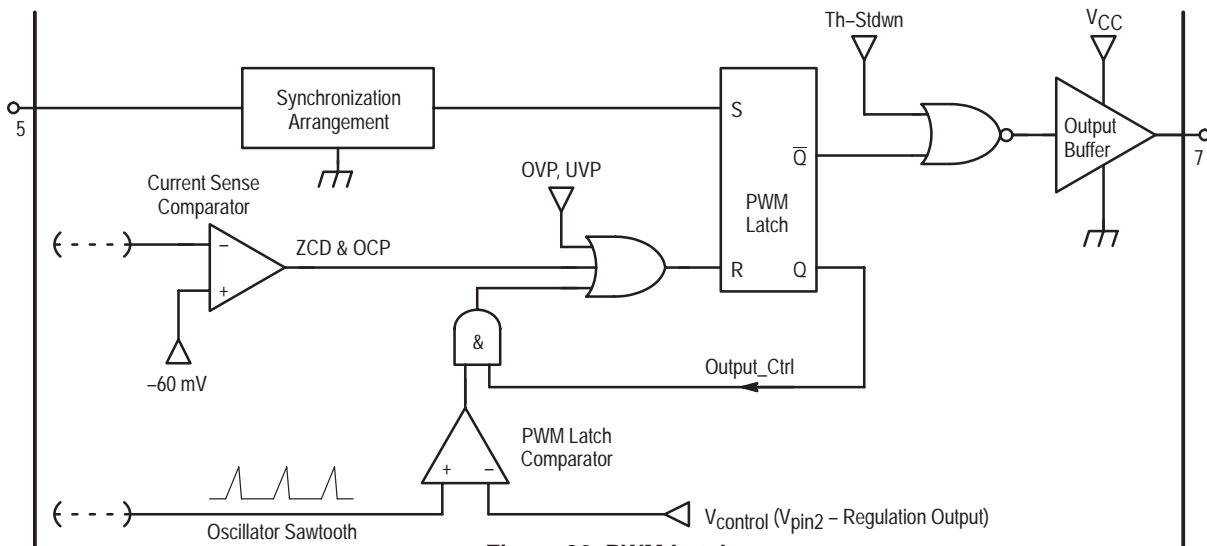 Th–Stdwn
VCC
5
Synchronization
Arrangement
S
Q
PWM
Latch
R
Q
Output
Buffer
7
OVP, UVP
Current Sense
Comparator
–
+
ZCD & OCP
–60 mV
&
Output_Ctrl
PWM Latch
Comparator
+
–
Oscillator Sawtooth
Vcontrol (Vpin2 – Regulation Output)